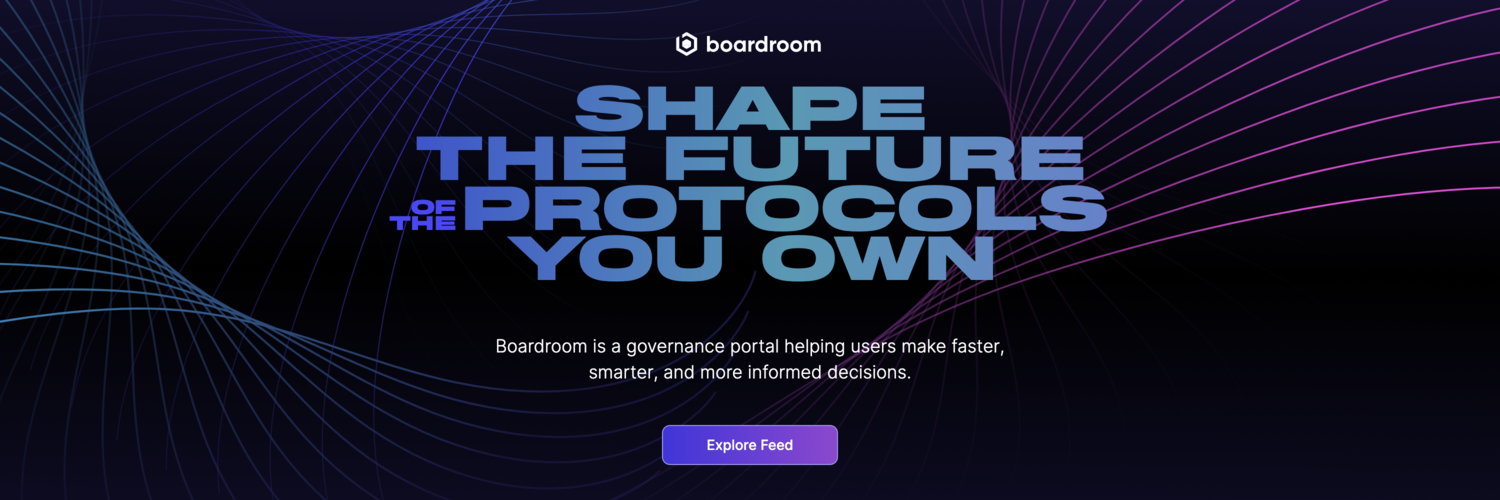 boardroom
SHAPE
THE FUTURE
OF THE PROTOCOLS
YOU OWN
Boardroom is a governance portal helping users make faster,
smarter, and more informed decisions.
Explore Feed